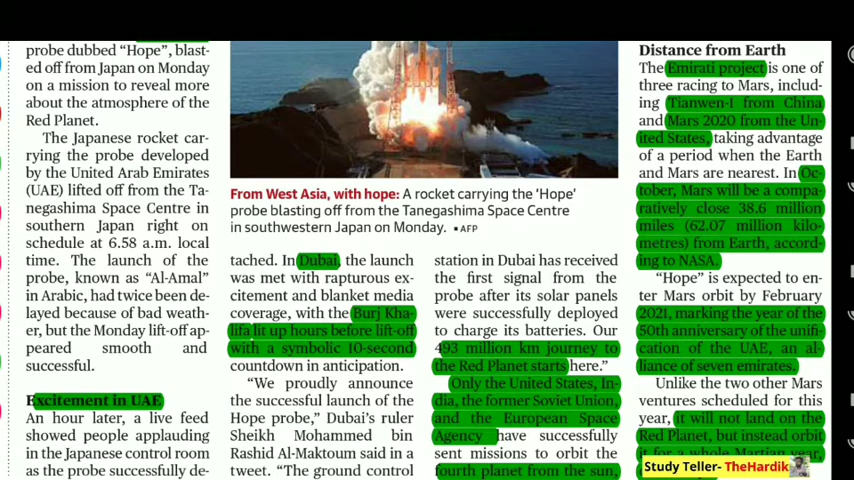 probe dubbed “Hope”, blast-
ed off from Japan on Monday
on a mission to reveal more
about the atmosphere of the
Red Planet.
The Japanese rocket car-
rying the probe developed
by the United Arab Emirates
(UAE) lifted off from the Ta-
negashima Space Centre in
southern Japan right on
schedule at 6.58 a.m. local
time. The launch of the
probe, known as “Al-Amal”
in Arabic, had twice been de-
layed because of bad weath-
er, but the Monday lift-off ap-
peared smooth and
successful.
Excitement in UAE
An hour later, a live feed
showed people applauding
in the Japanese control room
as the probe successfully de-
From West Asia, with hope: A rocket carrying the ‘Hope’
probe blasting off from the Tanegashima Space Centre
in southwestern Japan on Monday. ▪ AFP
tached. In Dubai, the launch
was met with rapturous ex-
citement and blanket media
coverage, with the Burj Kha-
lifa lit up hours before lift-off
with a symbolic 10-second
countdown in anticipation.
“We proudly announce
the successful launch of the
Hope probe,” Dubai’s ruler
Sheikh Mohammed bin
Rashid Al-Maktoum said in a
tweet. “The ground control
station in Dubai has received
the first signal from the
probe after its solar panels
were successfully deployed
to charge its batteries. Our
493 million km journey to
the Red Planet starts here.”
Only the United States, In-
dia, the former Soviet Union,
and the European Space
Agency have successfully
sent missions to orbit the
fourth planet from the sun,
Distance from Earth
The Emirati project is one of
three racing to Mars, includ-
ing Tianwen-1 from China
and Mars 2020 from the Un-
ited States, taking advantage
of a period when the Earth
and Mars are nearest. In Oc-
tober, Mars will be a compa-
ratively close 38.6 million
miles (62.07 million kilo-
metres) from Earth, accord-
ing to NASA.
“Hope” is expected to en-
ter Mars orbit by February
2021, marking the year of the
50th anniversary of the unifi-
cation of the UAE, an al-
liance of seven emirates.
Unlike the two other Mars
ventures scheduled for this
year, it will not land on the
Red Planet, but instead orbit
it for a whole Martian year,
Study Teller- TheHardik